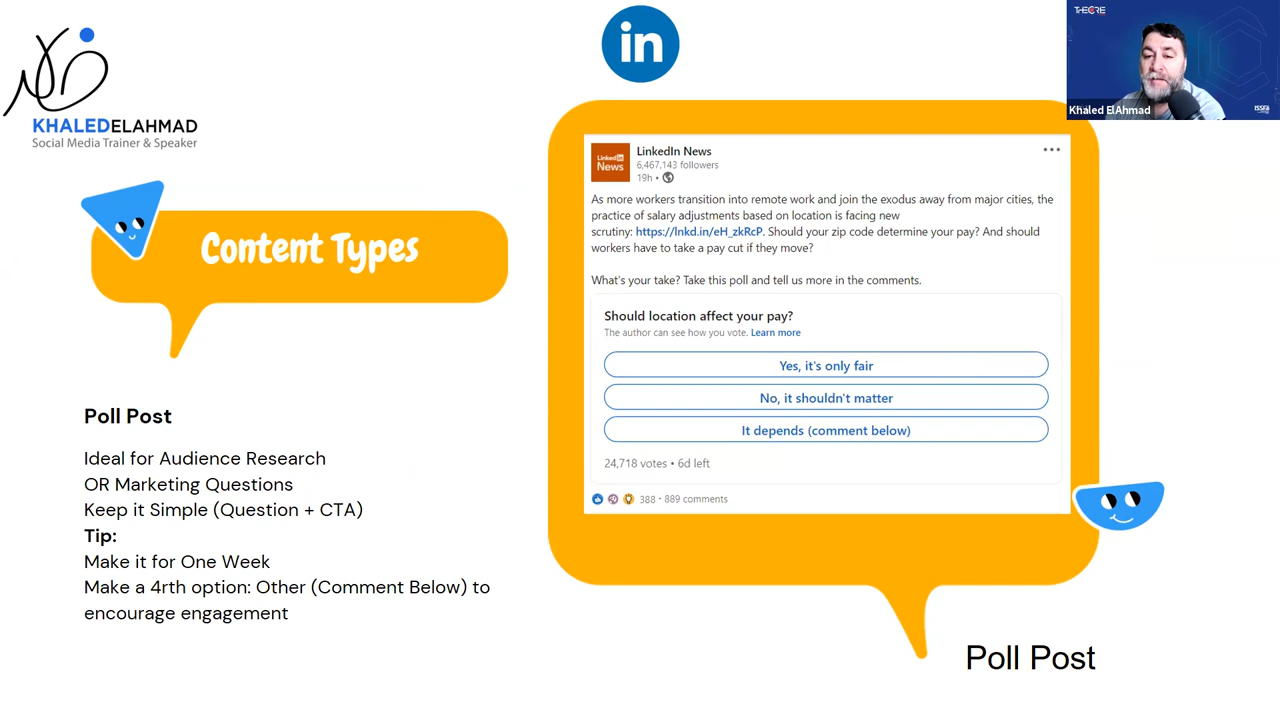 KHALEDELAHMAD
Social Media Trainer & Speaker
in
THECORE
Khaled ElAhmad
Content Types
Poll Post
Ideal for Audience Research
OR Marketing Questions
Keep it Simple (Question + CTA)
Tip:
Make it for One Week
Make a 4rth option: Other (Comment Below) to
encourage engagement
LinkedIn
News
LinkedIn News
6,467,143 followers
19h •
As more workers transition into remote work and join the exodus away from major cities, the
practice of salary adjustments based on location is facing new
scrutiny: https://lnkd.in/eH_zkRcP. Should your zip code determine your pay? And should
workers have to take a pay cut if they move?
What's your take? Take this poll and tell us more in the comments.
Should location affect your pay?
The author can see how you vote. Learn more
Yes, it's only fair
No, it shouldn't matter
It depends (comment below)
24,718 votes • 6d left
388 • 889 comments
Poll Post